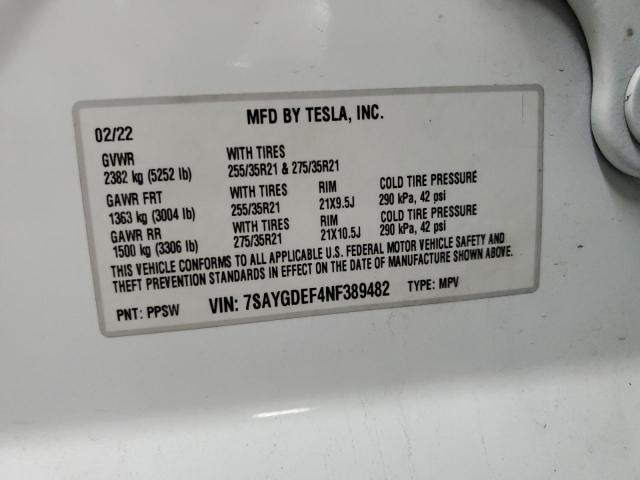 MFD BY TESLA, INC.
02/22
GVWR WITH TIRES
2382 kg (5252 lb) 255/35R21 & 275/35R21
GAWR FRT WITH TIRES RIM COLD TIRE PRESSURE
1363 kg (3004 lb) 255/35R21 21X9.5J 290 kPa, 42 psi
GAWR RR WITH TIRES RIM COLD TIRE PRESSURE
1500 kg (3306 lb) 275/35R21 21X10.5J 290 kPa, 42 psi
THIS VEHICLE CONFORMS TO ALL APPLICABLE U.S. FEDERAL MOTOR VEHICLE SAFETY AND
THEFT PREVENTION STANDARDS IN EFFECT ON THE DATE OF MANUFACTURE SHOWN ABOVE.
PNT: PPSW VIN: 7SAYGDEF4NF389482 TYPE: MPV